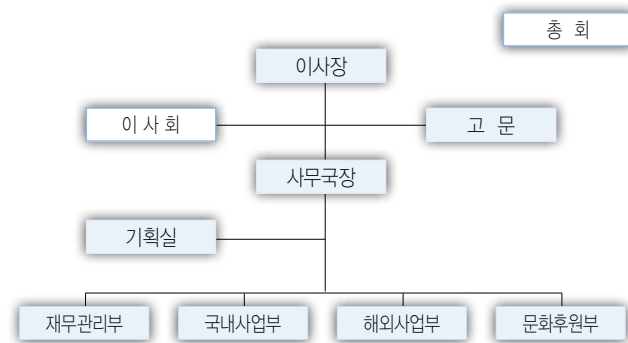 총 회
이사장
이 사 회
고 문
사무국장
기획실
재무관리부
국내사업부
해외사업부
문화후원부